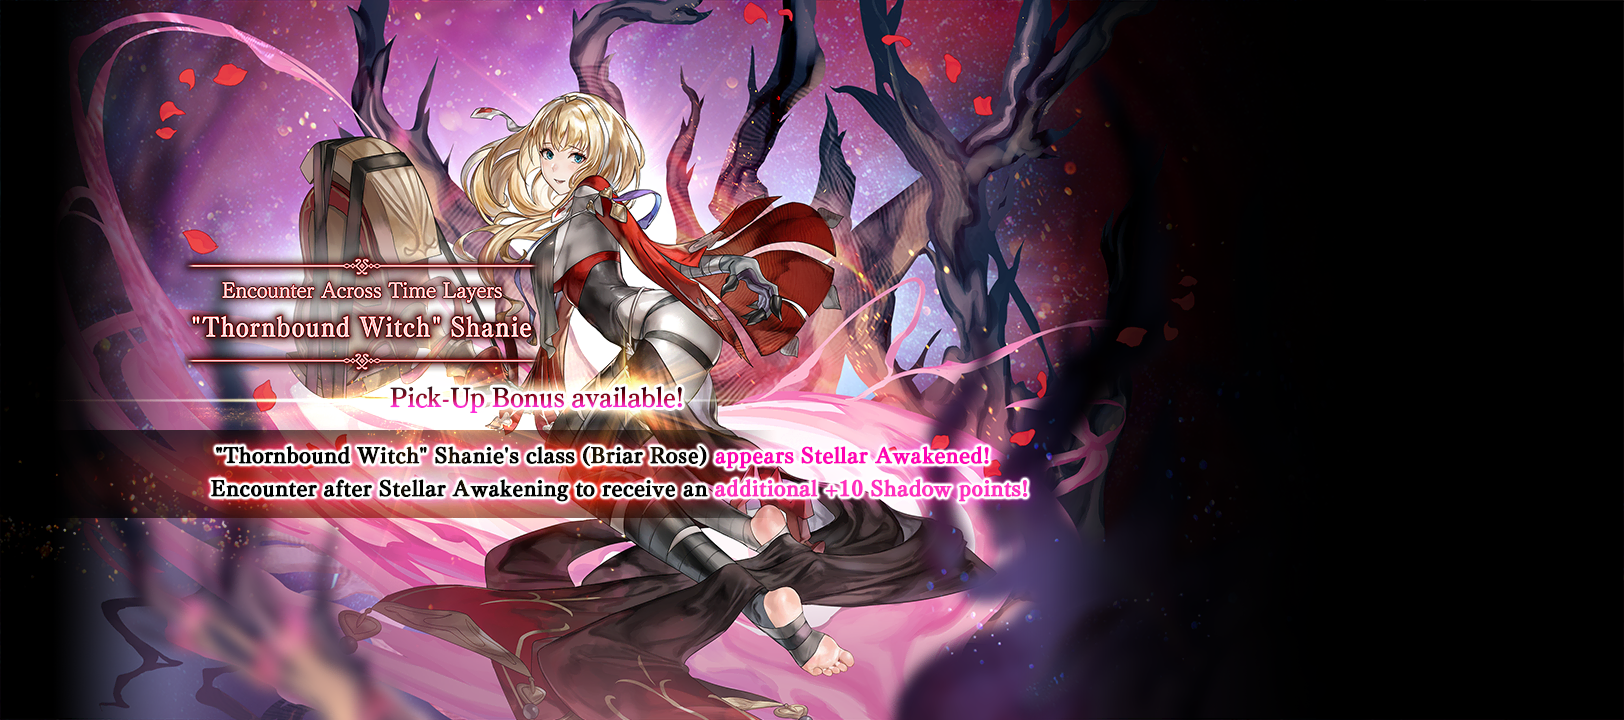 Encounter Across Time Layers
"Thornbound Witch" Shanie
Pick-Up Bonus available!
"Thornbound Witch" Shanie's class (Briar Rose) appears Stellar Awakened!
Encounter after Stellar Awakening to receive an additional +10 Shadow points!